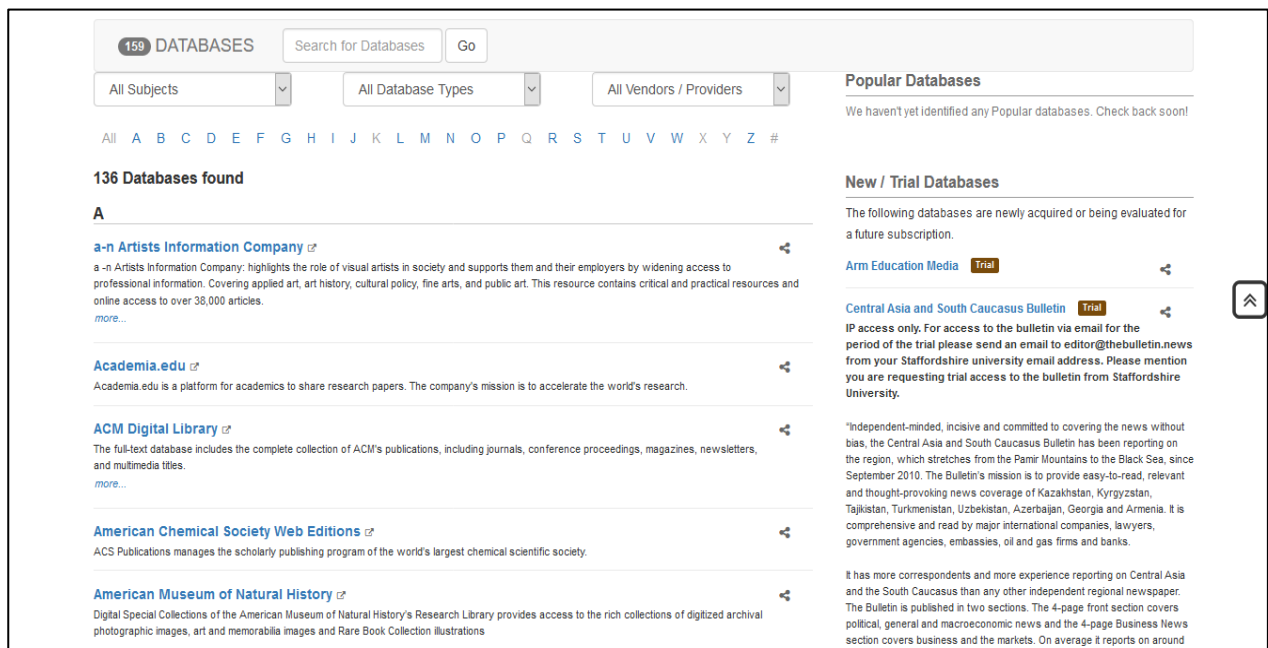 159 DATABASES
Search for Databases
Go
All Subjects
All Database Types
All Vendors / Providers
All A B C D E F G H I J K L M N O P Q R S T U V W X Y Z #
136 Databases found
A
a-n Artists Information Company
a -n Artists Information Company: highlights the role of visual artists in society and supports them and their employers by widening access to
professional information. Covering applied art, art history, cultural policy, fine arts, and public art. This resource contains critical and practical resources and
online access to over 38,000 articles.
more...
Academia.edu
Academia.edu is a platform for academics to share research papers. The company's mission is to accelerate the world's research.
ACM Digital Library
The full-text database includes the complete collection of ACM's publications, including journals, conference proceedings, magazines, newsletters,
and multimedia titles.
more...
American Chemical Society Web Editions
ACS Publications manages the scholarly publishing program of the world's largest chemical scientific society.
American Museum of Natural History
Digital Special Collections of the American Museum of Natural History's Research Library provides access to the rich collections of digitized archival
photographic images, art and memorabilia images and Rare Book Collection illustrations
Popular Databases
We haven't yet identified any Popular databases. Check back soon!
New / Trial Databases
The following databases are newly acquired or being evaluated for
a future subscription.
Arm Education Media Trial
Central Asia and South Caucasus Bulletin Trial
IP access only. For access to the bulletin via email for the
period of the trial please send an email to editor@thebulletin.news
from your Staffordshire university email address. Please mention
you are requesting trial access to the bulletin from Staffordshire
University.
"Independent-minded, incisive and committed to covering the news without
bias, the Central Asia and South Caucasus Bulletin has been reporting on
the region, which stretches from the Pamir Mountains to the Black Sea, since
September 2010. The Bulletin's mission is to provide easy-to-read, relevant
and thought-provoking news coverage of Kazakhstan, Kyrgyzstan,
Tajikistan, Turkmenistan, Uzbekistan, Azerbaijan, Georgia and Armenia. It is
comprehensive and read by major international companies, lawyers,
government agencies, embassies, oil and gas firms and banks.
It has more correspondents and more experience reporting on Central Asia
and the South Caucasus than any other independent regional newspaper.
The Bulletin is published in two sections. The 4-page front section covers
political, general and macroeconomic news and the 4-page Business News
section covers business and the markets. On average it reports on around